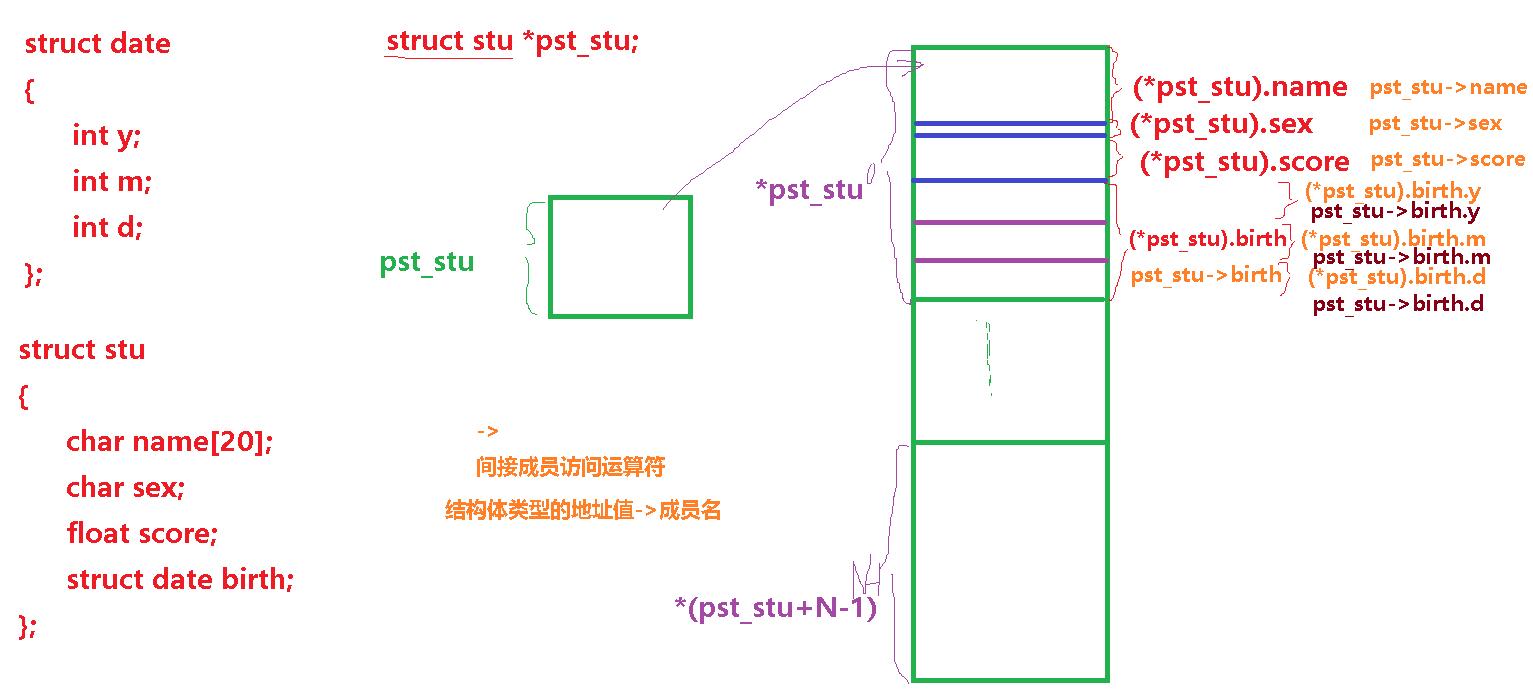 struct date
{
int y;
int m;
int d;
};
struct stu
{
char name[20];
char sex;
float score;
struct date birth;
};
struct stu *pst_stu;
pst_stu
->
间接成员访问运算符
结构体类型的地址值->成员名
*pst_stu
0
*(pst_stu+N-1)
(*pst_stu).name pst_stu->name
(*pst_stu).sex pst_stu->sex
(*pst_stu).score pst_stu->score
(*pst_stu).birth
pst_stu->birth
(*pst_stu).birth.y
pst_stu->birth.y
(*pst_stu).birth.m
pst_stu->birth.m
(*pst_stu).birth.d
pst_stu->birth.d